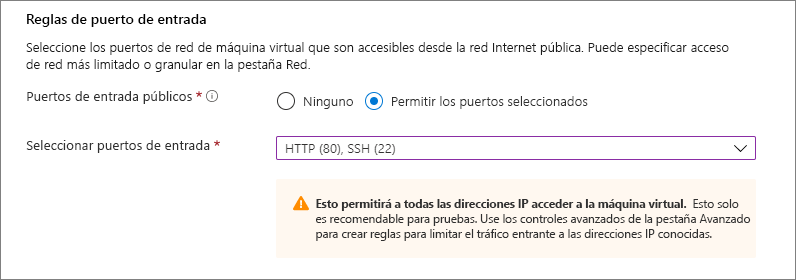 Reglas de puerto de entrada
Seleccione los puertos de red de máquina virtual que son accesibles desde la red Internet pública. Puede especificar acceso
de red más limitado o granular en la pestaña Red.
Puertos de entrada públicos *
Ninguno
Permitir los puertos seleccionados
Seleccionar puertos de entrada *
HTTP (80), SSH (22)
Esto permitirá a todas las direcciones IP acceder a la máquina virtual. Esto solo
es recomendable para pruebas. Use los controles avanzados de la pestaña Avanzado
para crear reglas para limitar el tráfico entrante a las direcciones IP conocidas.